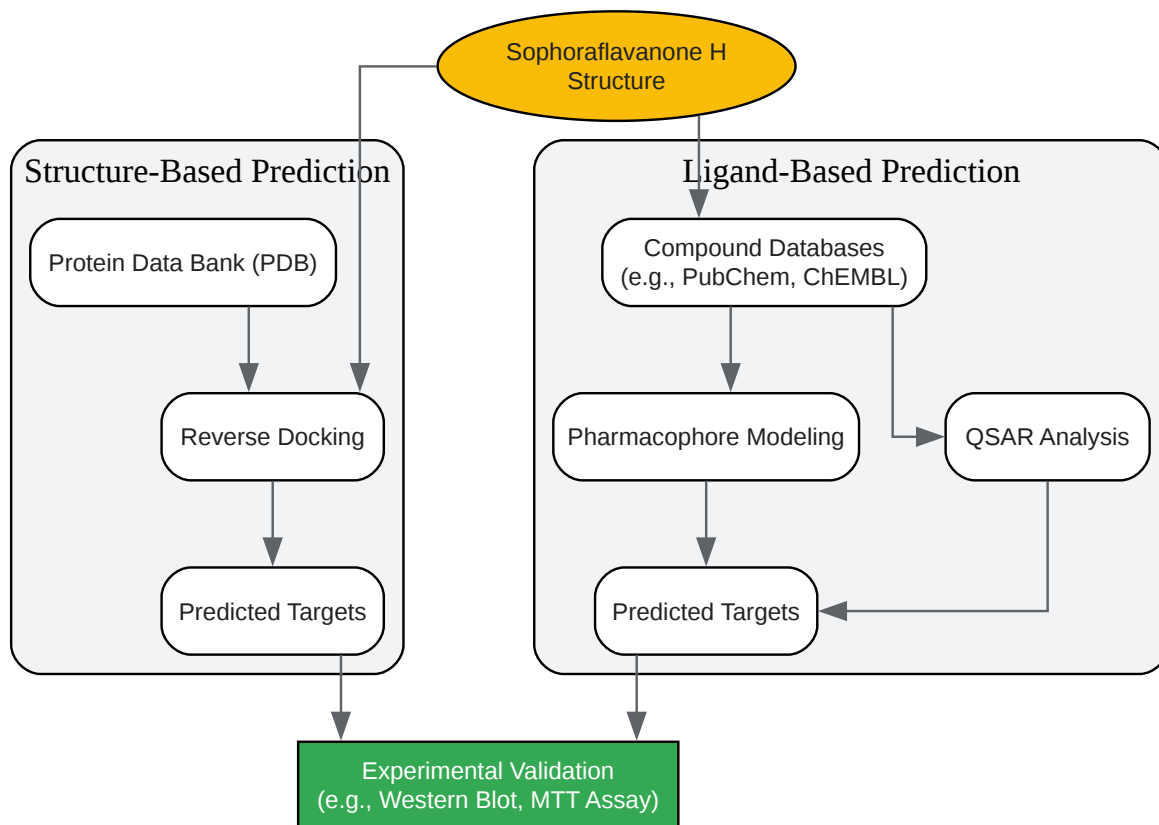 Sophoraflavanone H
Structure
Structure-Based Prediction
Ligand-Based Prediction
Protein Data Bank (PDB)
Compound Databases
(e.g., PubChem, ChEMBL)
Reverse Docking
Pharmacophore Modeling
QSAR Analysis
Predicted Targets
Predicted Targets
Experimental Validation
(e.g., Western Blot, MTT Assay)